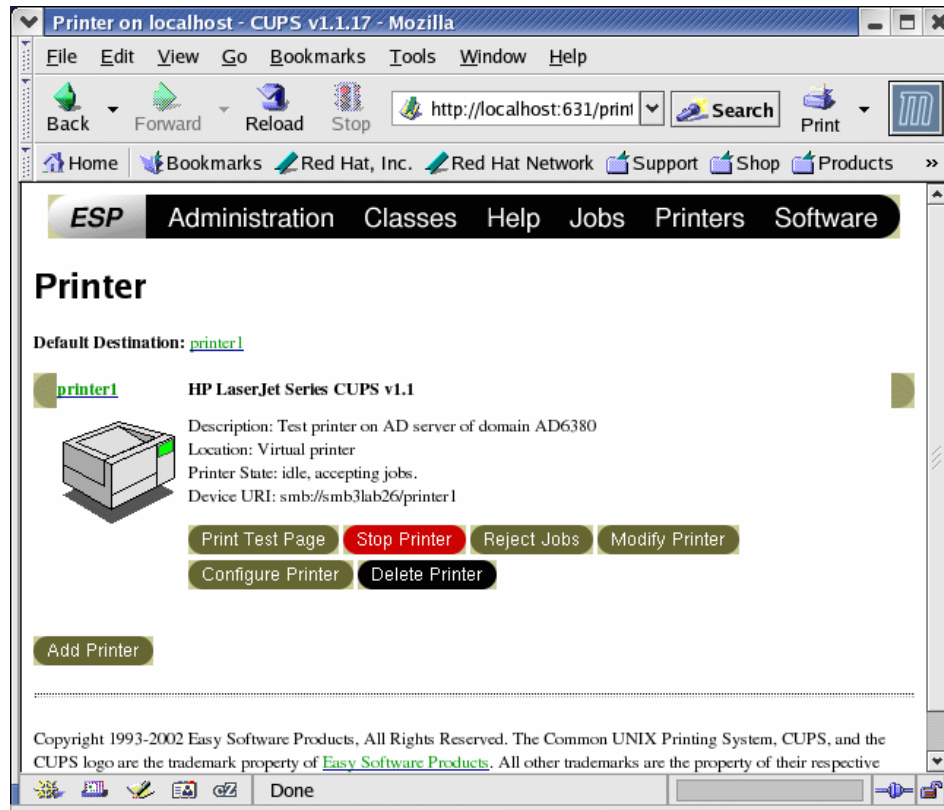 Printer on localhost - CUPS v1.1.17 - Mozilla
File Edit View Go Bookmarks Tools Window Help
Back Forward Reload Stop http://localhost:631/print Search Print
Home Bookmarks Red Hat, Inc. Red Hat Network Support Shop Products »
ESP Administration Classes Help Jobs Printers Software
Printer
Default Destination: printer1
printer1 HP LaserJet Series CUPS v1.1
Description: Test printer on AD server of domain AD6380
Location: Virtual printer
Printer State: idle, accepting jobs.
Device URI: smb://smb3lab26/printer1
Print Test Page Stop Printer Reject Jobs Modify Printer
Configure Printer Delete Printer
Add Printer
Copyright 1993-2002 Easy Software Products, All Rights Reserved. The Common UNIX Printing System, CUPS, and the
CUPS logo are the trademark property of Easy Software Products. All other trademarks are the property of their respective
Done